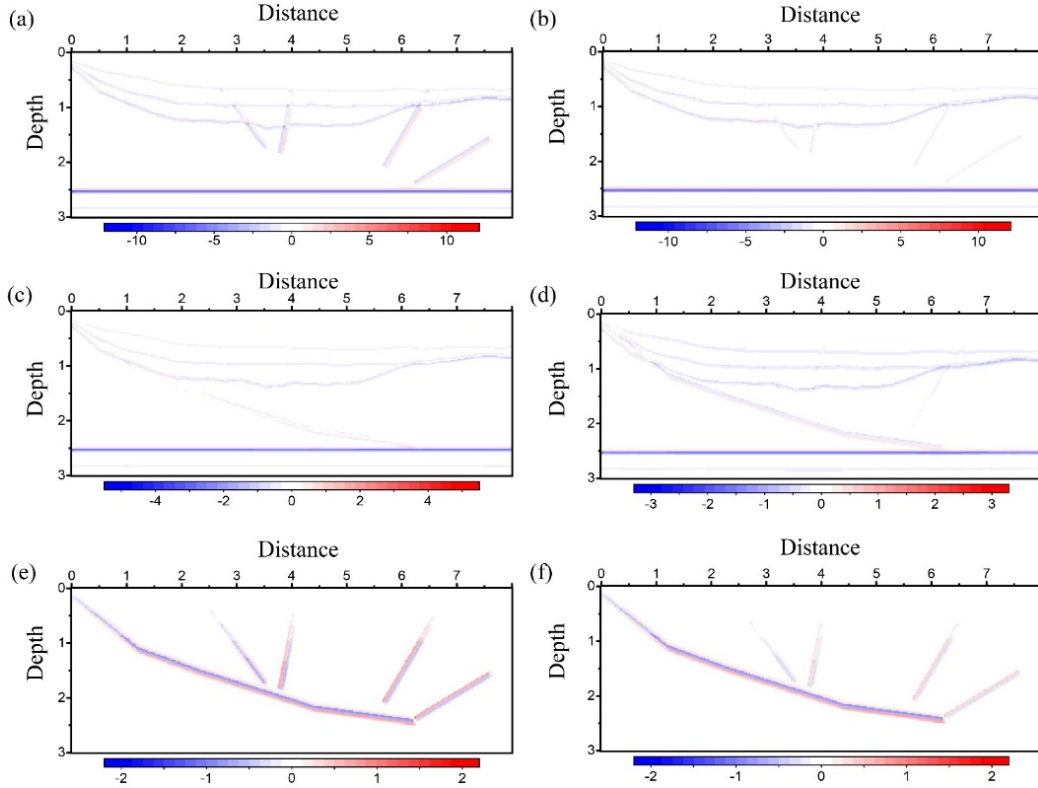 (a)
Distance
0 1 2 3 4 5 6 7
Depth
0
1
2
3
-10 -5 0 5 10
(b)
Distance
0 1 2 3 4 5 6 7
Depth
0
1
2
3
-10 -5 0 5 10
(c)
Distance
0 1 2 3 4 5 6 7
Depth
0
1
2
3
-4 -2 0 2 4
(d)
Distance
0 1 2 3 4 5 6 7
Depth
0
1
2
3
-3 -2 -1 0 1 2 3
(e)
Distance
0 1 2 3 4 5 6 7
Depth
0
1
2
3
-2 -1 0 1 2
(f)
Distance
0 1 2 3 4 5 6 7
Depth
0
1
2
3
-2 -1 0 1 2